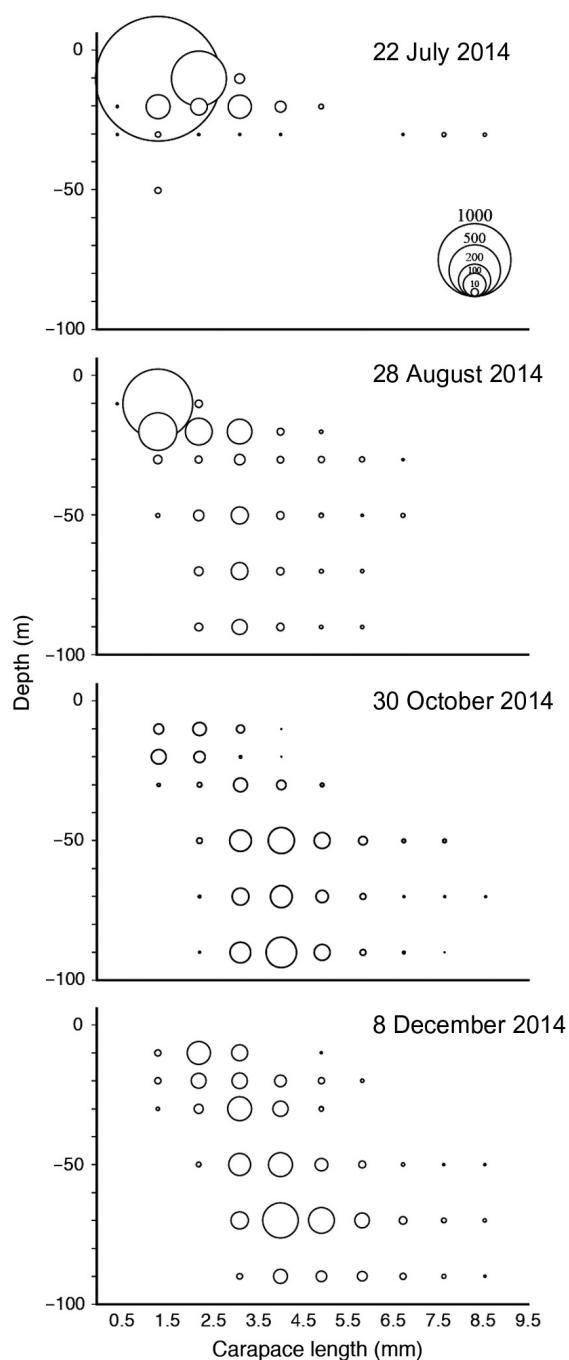 22 July 2014
0
−50
−100
1000
500
200
100
10
28 August 2014
0
−50
−100
Depth (m)
30 October 2014
0
−50
−100
8 December 2014
0
−50
−100
0.5 1.5 2.5 3.5 4.5 5.5 6.5 7.5 8.5 9.5
Carapace length (mm)